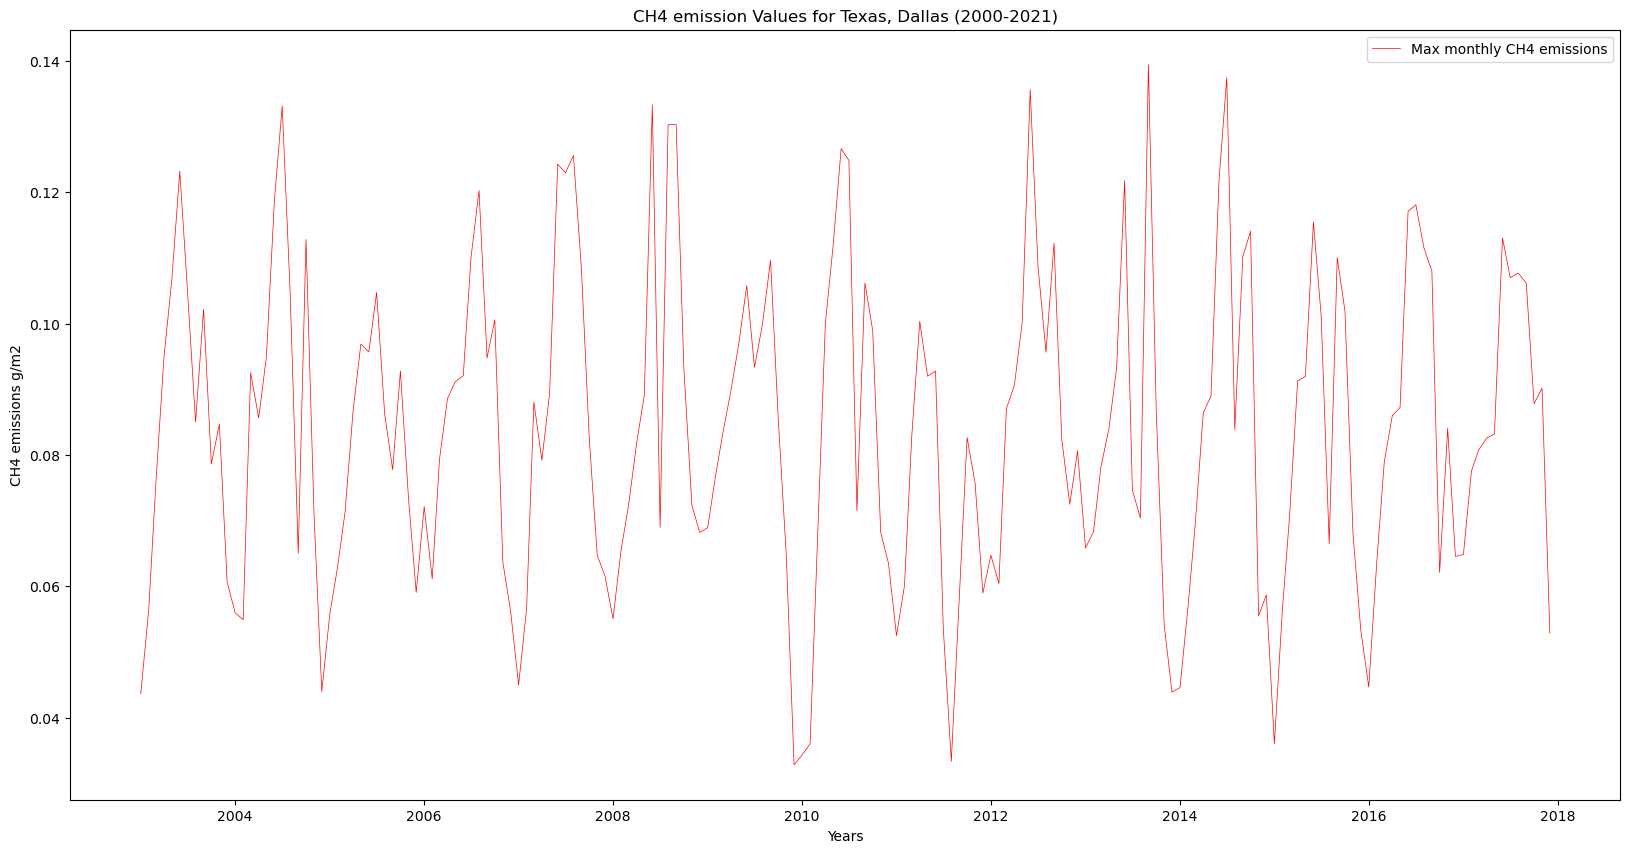 CH4 emission Values for Texas, Dallas (2000-2021)
Max monthly CH4 emissions
CH4 emissions g/m2
0.14
0.12
0.10
0.08
0.06
0.04
2004 2006 2008 2010 2012 2014 2016 2018
Years